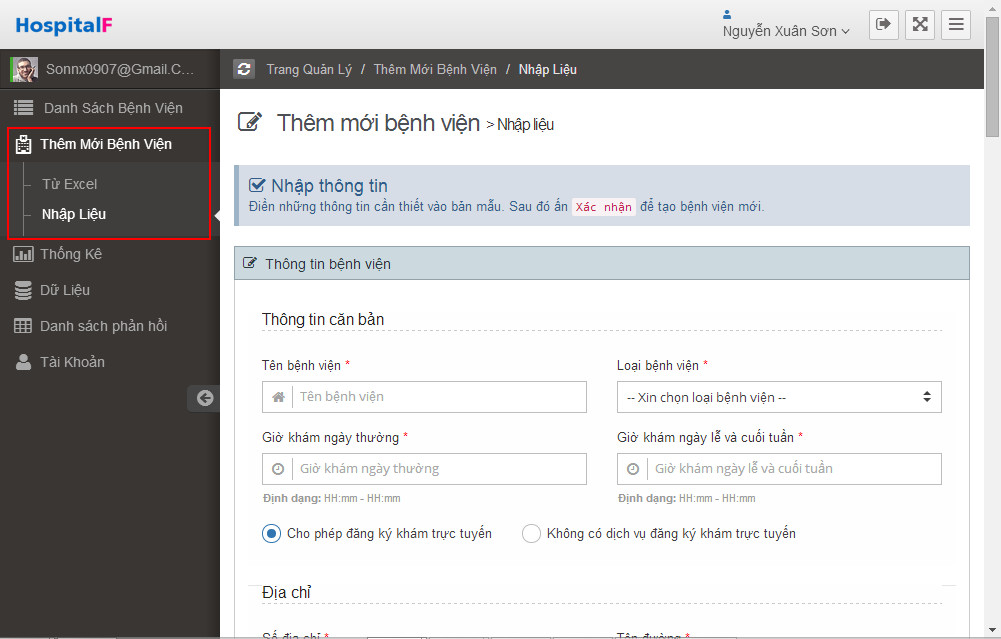 HospitalF
Nguyễn Xuân Sơn
Sonnx0907@Gmail.C...
Trang Quản Lý / Thêm Mới Bệnh Viện / Nhập Liệu
Danh Sách Bệnh Viện
Thêm Mới Bệnh Viện
Từ Excel
Nhập Liệu
Thống Kê
Dữ Liệu
Danh sách phản hồi
Tài Khoản
Thêm mới bệnh viện > Nhập liệu
Nhập thông tin
Điền những thông tin cần thiết vào bản mẫu. Sau đó ấn Xác nhận để tạo bệnh viện mới.
Thông tin bệnh viện
Thông tin căn bản
Tên bệnh viện * Loại bệnh viện *
Tên bệnh viện -- Xin chọn loại bệnh viện --
Giờ khám ngày thường * Giờ khám ngày lễ và cuối tuần *
Giờ khám ngày thường Giờ khám ngày lễ và cuối tuần
Định dạng: HH:mm - HH:mm Định dạng: HH:mm - HH:mm
Cho phép đăng ký khám trực tuyến Không có dịch vụ đăng ký khám trực tuyến
Địa chỉ
Số địa chỉ * Tên đường *